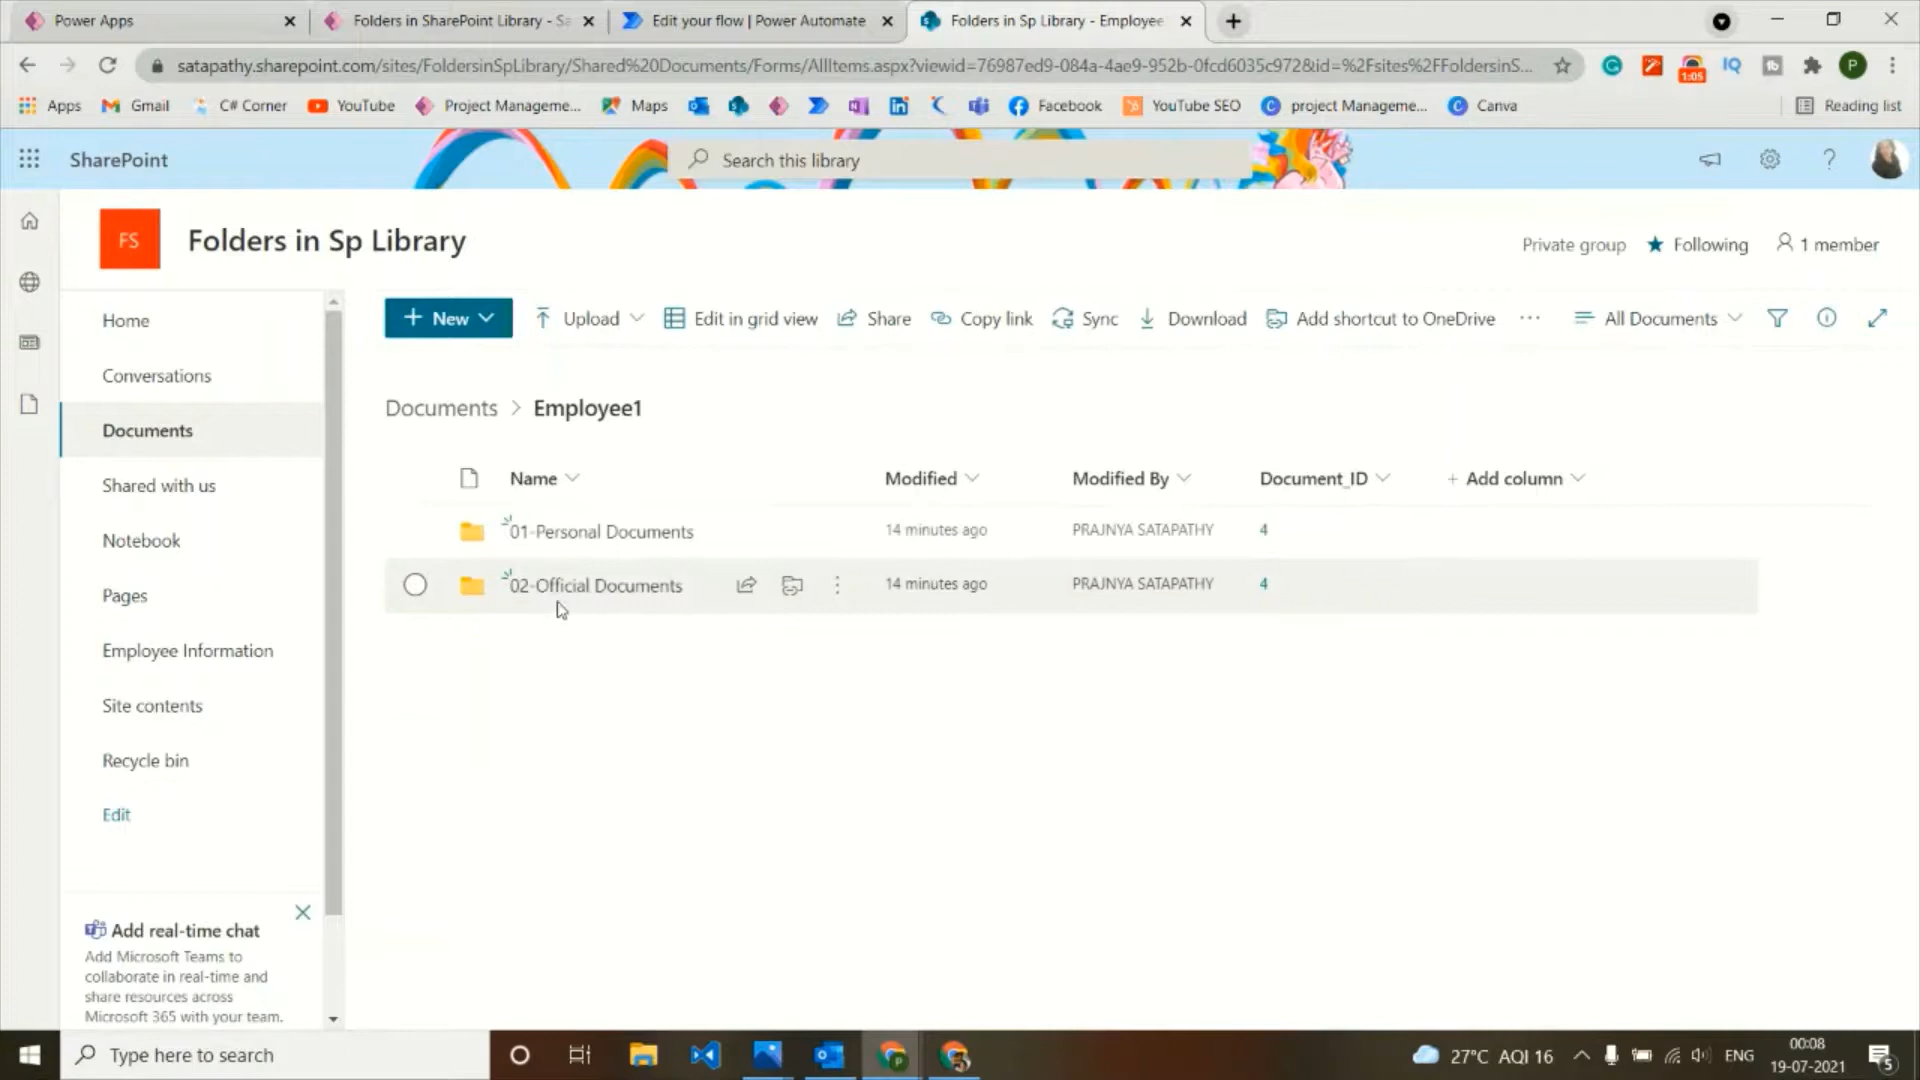 Power Apps
Folders in SharePoint Library - Sa
Edit your flow | Power Automate
Folders in Sp Library - Employee
satapathy.sharepoint.com/sites/FoldersinSpLibrary/Shared%20Documents/Forms/AllItems.aspx?viewid=76987ed9-084a-4ae9-952b-0fcd6035c972&id=%2Fsites%2FFoldersinS...
1:05
IQ
P
Apps
Gmail
C# Corner
YouTube
Project Manageme...
Maps
Facebook
YouTube SEO
project Manageme...
Canva
Reading list
SharePoint
Search this library
FS
Folders in Sp Library
Private group
Following
1 member
Home
Conversations
Documents
Shared with us
Notebook
Pages
Employee Information
Site contents
Recycle bin
Edit
Add real-time chat
Add Microsoft Teams to
collaborate in real-time and
share resources across
Microsoft 365 with your team.
New
Upload
Edit in grid view
Share
Copy link
Sync
Download
Add shortcut to OneDrive
...
All Documents
Documents > Employee1
Name
Modified
Modified By
Document_ID
+ Add column
01-Personal Documents
14 minutes ago
PRAJNYA SATAPATHY
4
02-Official Documents
14 minutes ago
PRAJNYA SATAPATHY
4
Type here to search
27°C AQI 16
ENG
00:08
19-07-2021
5